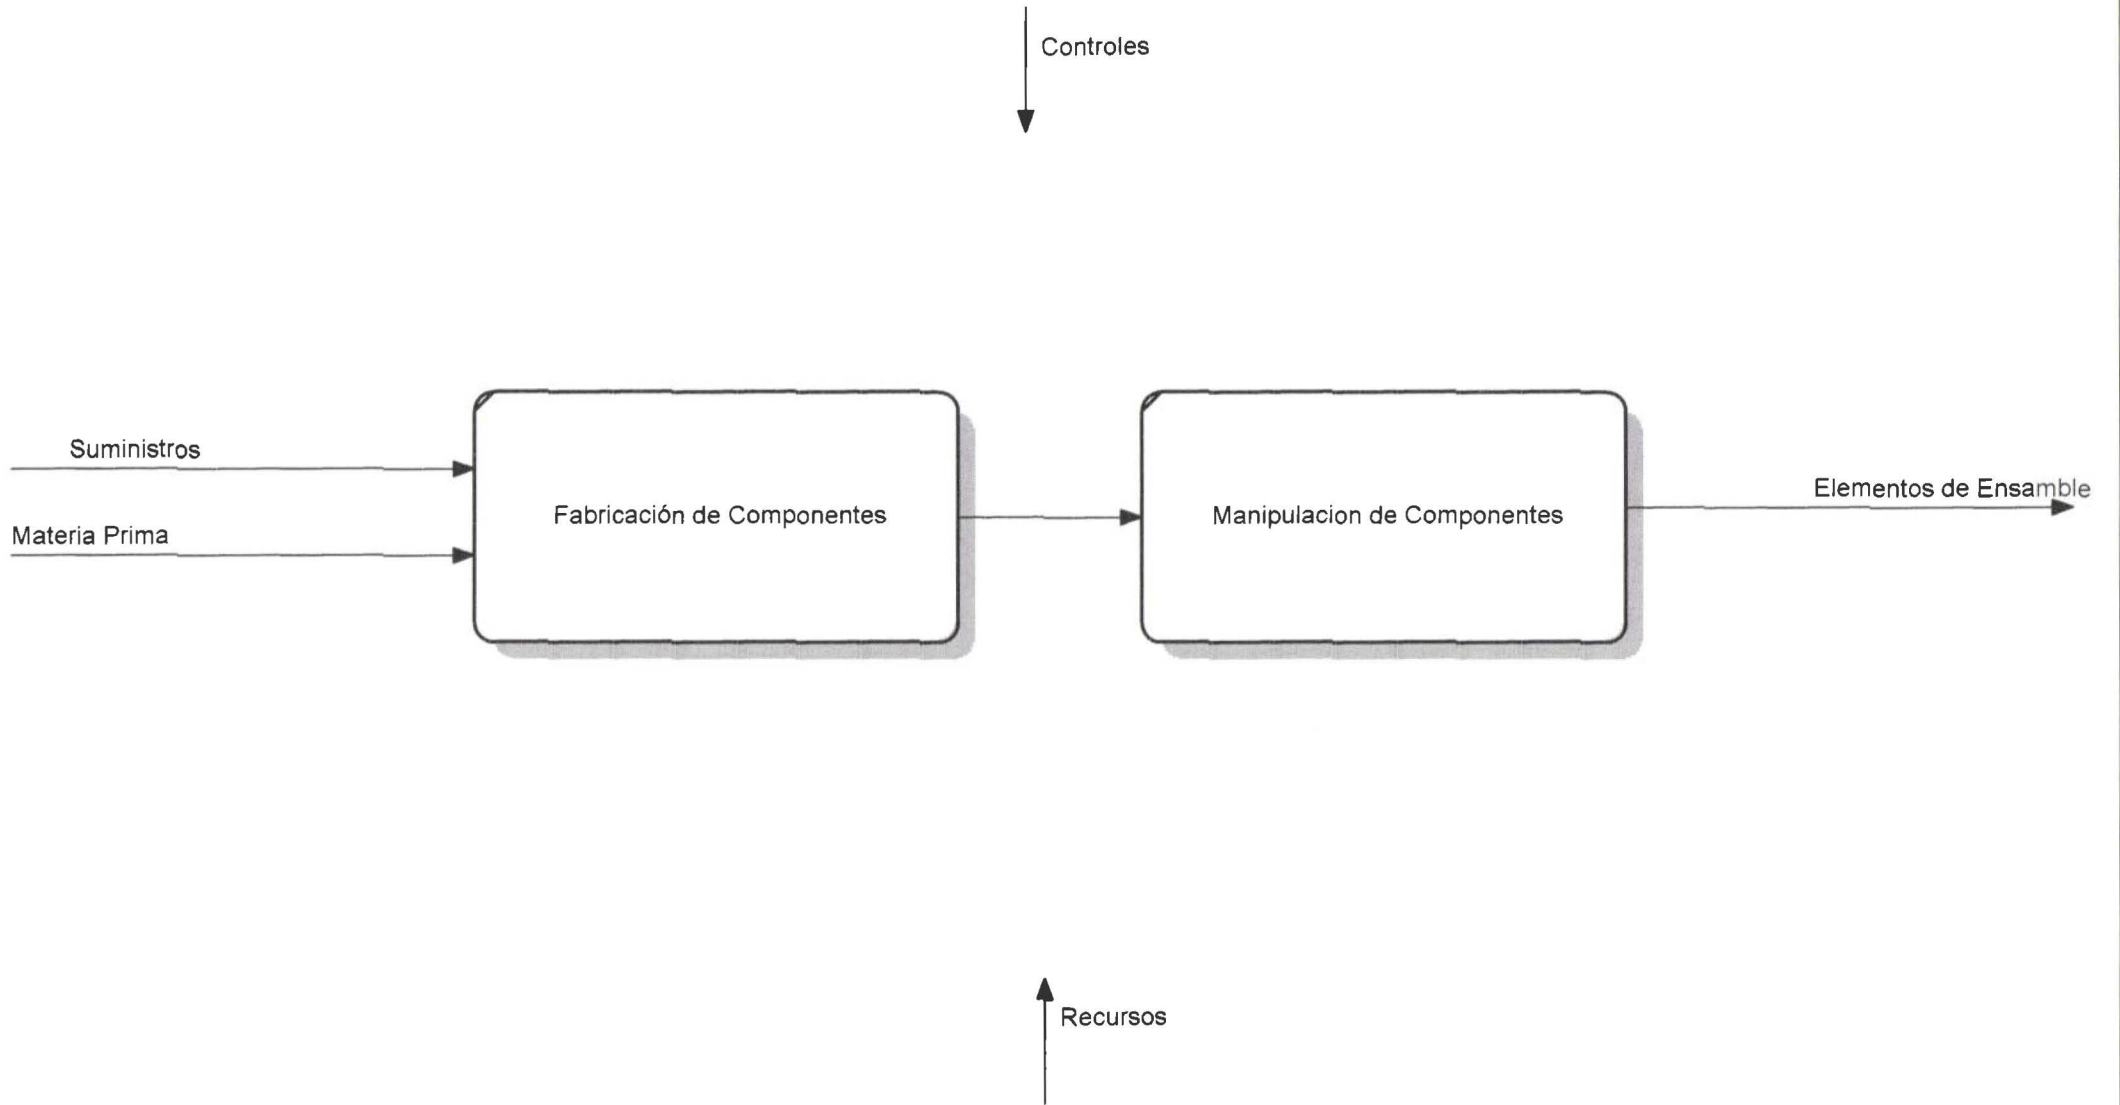 Controles
Suministros
Materia Prima
Fabricación de Componentes
Manipulacion de Componentes
Elementos de Ensamble
Recursos